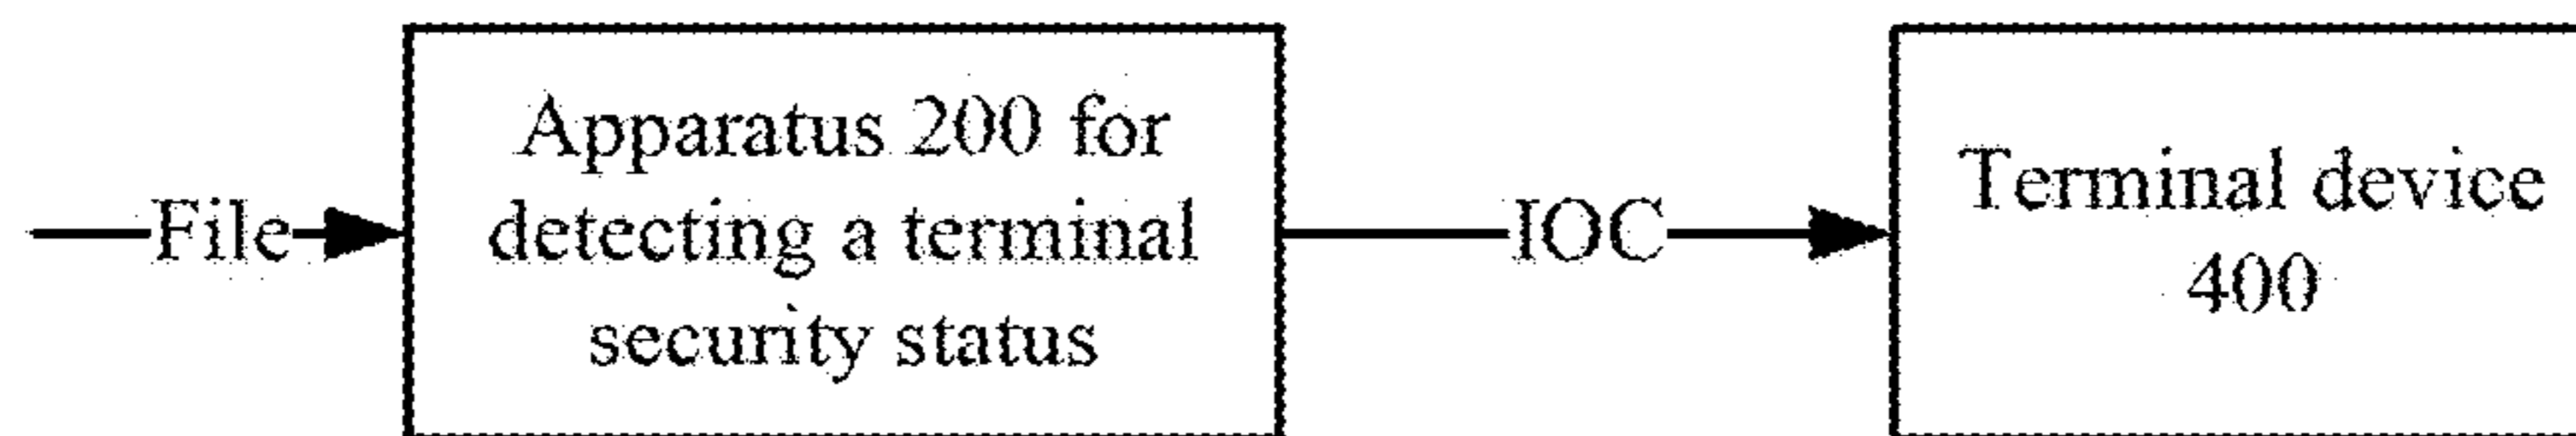 File
Apparatus 200 for
detecting a terminal
security status
IOC
Terminal device
400